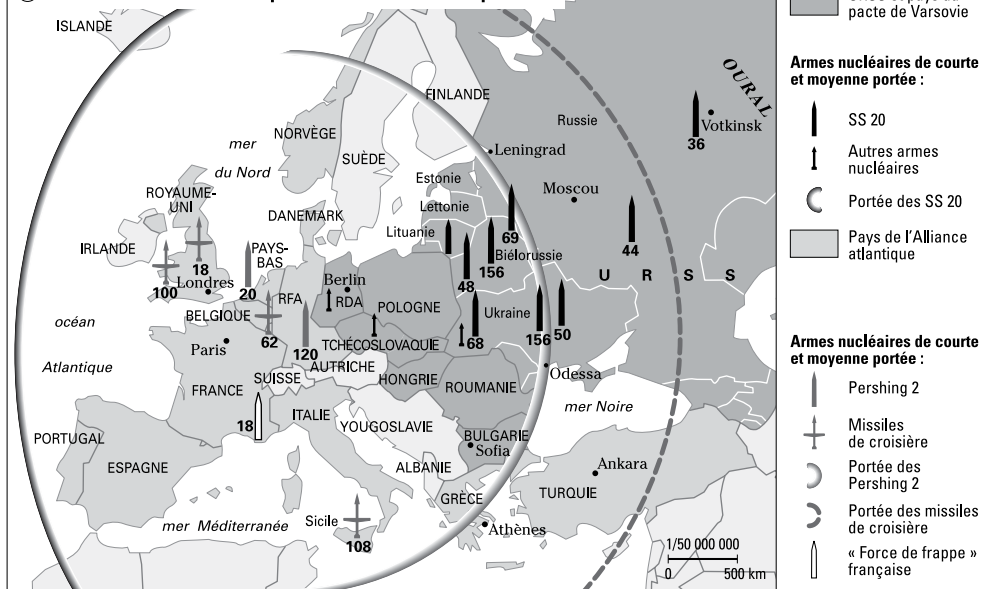 pacte de Varsovie
Armes nucléaires de courte
et moyenne portée :
SS 20
Autres armes
nucléaires
Portée des SS 20
Pays de l'Alliance
atlantique
Armes nucléaires de courte
et moyenne portée :
Pershing 2
Missiles
de croisière
Portée des
Pershing 2
Portée des missiles
de croisière
« Force de frappe »
française
ISLANDE
OURAL
FINLANDE
Russie
Votkinsk
36
NORVÈGE
mer
du Nord
SUÈDE
Leningrad
Estonie
Moscou
ROYAUME-
UNI
Lettonie
DANEMARK
Lituanie
69
44
IRLANDE
PAYS-
BAS
Biélorussie
156
18
100
Londres
20
Berlin
RFA
RDA
48
U R S S
POLOGNE
Ukraine
océan
Atlantique
BELGIQUE
62
120
TCHÉCOSLOVAQUIE
68
156
50
Paris
AUTRICHE
SUISSE
HONGRIE
ROUMANIE
Odessa
FRANCE
mer Noire
18
ITALIE
YOUGOSLAVIE
PORTUGAL
ESPAGNE
BULGARIE
Sofia
ALBANIE
Ankara
GRÈCE
TURQUIE
mer Méditerranée
Sicile
108
Athènes
1/50 000 000
0 500 km